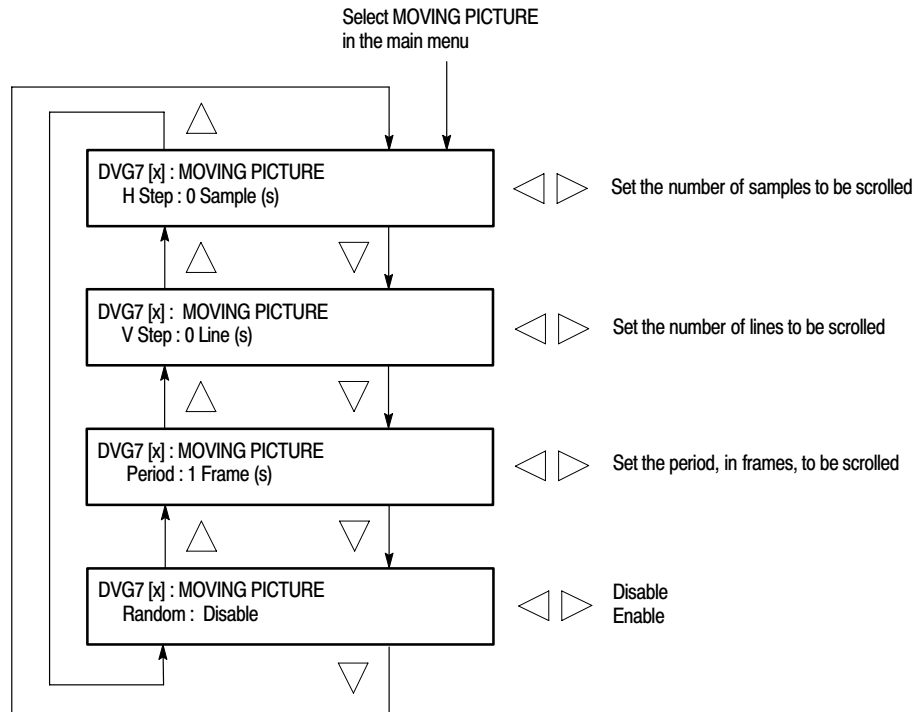 Select MOVING PICTURE
in the main menu
DVG7 [x] : MOVING PICTURE
H Step : 0 Sample (s)
Set the number of samples to be scrolled
DVG7 [x] : MOVING PICTURE
V Step : 0 Line (s)
Set the number of lines to be scrolled
DVG7 [x] : MOVING PICTURE
Period : 1 Frame (s)
Set the period, in frames, to be scrolled
DVG7 [x] : MOVING PICTURE
Random : Disable
Disable
Enable